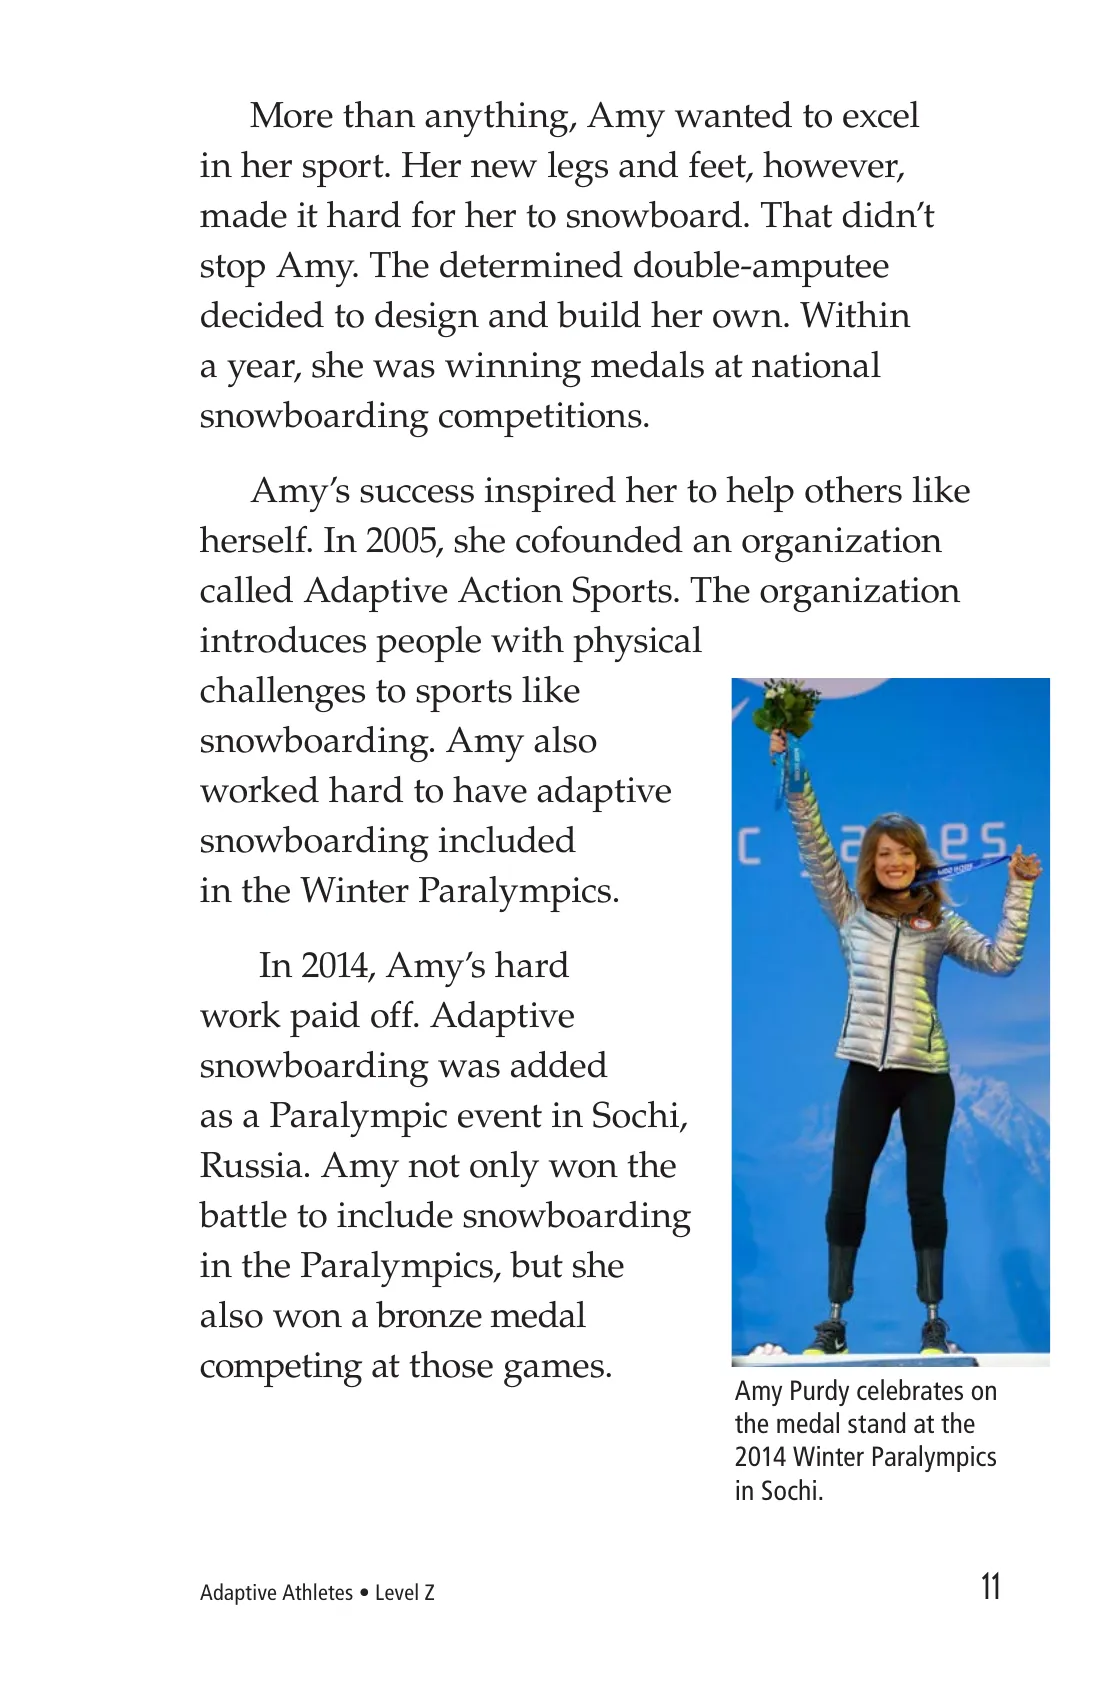 More than anything, Amy wanted to excel
in her sport. Her new legs and feet, however,
made it hard for her to snowboard. That didn’t
stop Amy. The determined double-amputee
decided to design and build her own. Within
a year, she was winning medals at national
snowboarding competitions.
Amy’s success inspired her to help others like
herself. In 2005, she cofounded an organization
called Adaptive Action Sports. The organization
introduces people with physical
challenges to sports like
snowboarding. Amy also
worked hard to have adaptive
snowboarding included
in the Winter Paralympics.
In 2014, Amy’s hard
work paid off. Adaptive
snowboarding was added
as a Paralympic event in Sochi,
Russia. Amy not only won the
battle to include snowboarding
in the Paralympics, but she
also won a bronze medal
competing at those games.
Amy Purdy celebrates on
the medal stand at the
2014 Winter Paralympics
in Sochi.
Adaptive Athletes • Level Z 11